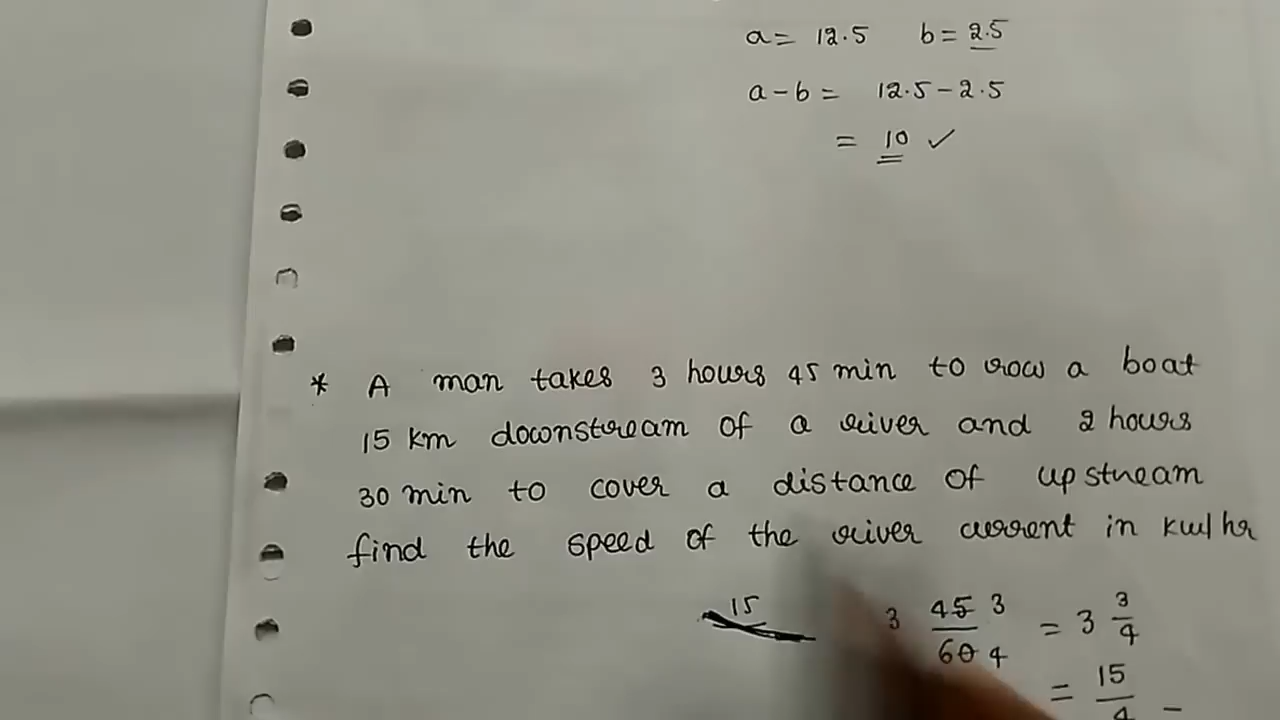 a = 12.5 b = 2.5
a - b = 12.5 - 2.5
= 10 ✓
* A man takes 3 hours 45 min to row a boat
15 km downstream of a river and 2 hours
30 min to cover a distance of upstream
find the speed of the river current in km/hr
15
3 45/60 3/4 = 3 3/4
= 15/4 -